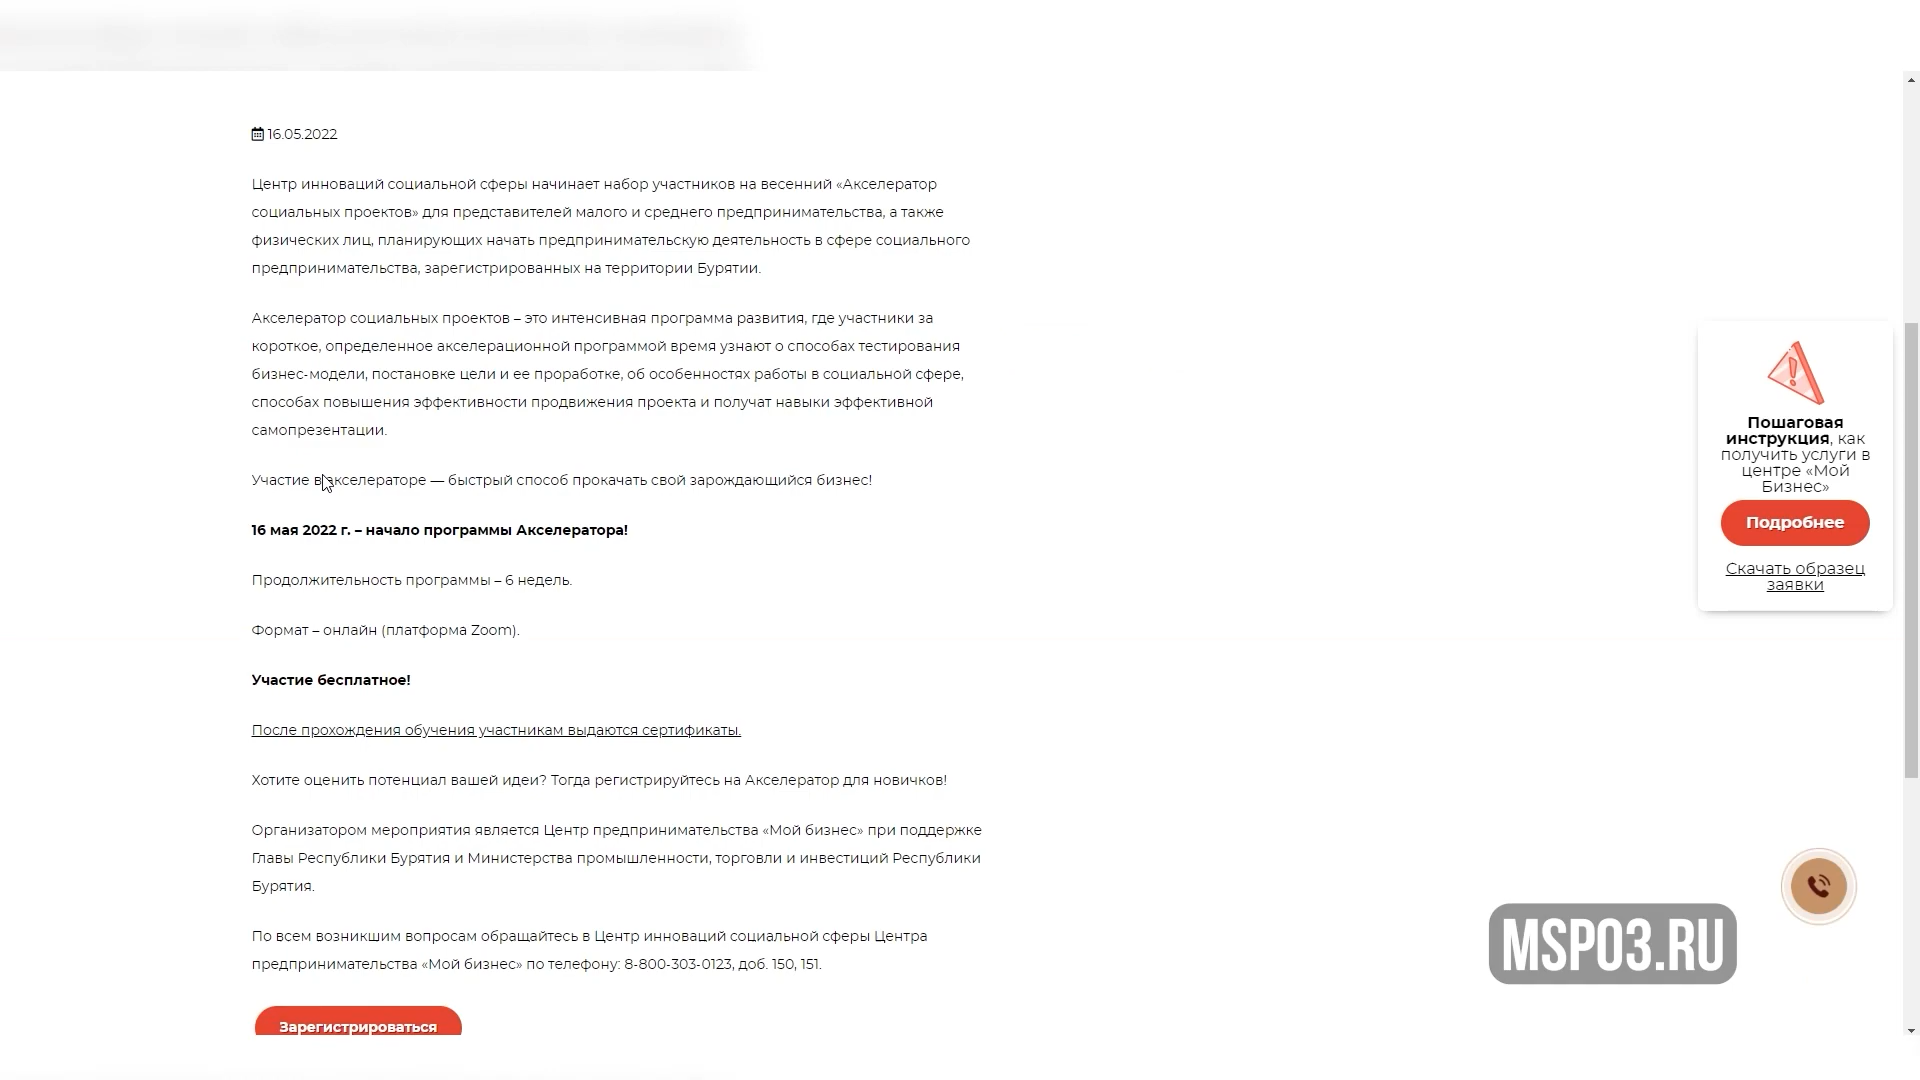 16.05.2022
Центр инноваций социальной сферы начинает набор участников на весенний «Акселератор
социальных проектов» для представителей малого и среднего предпринимательства, а также
физических лиц, планирующих начать предпринимательскую деятельность в сфере социального
предпринимательства, зарегистрированных на территории Бурятии.
Акселератор социальных проектов – это интенсивная программа развития, где участники за
короткое, определенное акселерационной программой время узнают о способах тестирования
бизнес-модели, постановке цели и ее проработке, об особенностях работы в социальной сфере,
способах повышения эффективности продвижения проекта и получат навыки эффективной
самопрезентации.
Участие в акселераторе — быстрый способ прокачать свой зарождающийся бизнес!
16 мая 2022 г. – начало программы Акселератора!
Продолжительность программы – 6 недель.
Формат – онлайн (платформа Zoom).
Участие бесплатное!
После прохождения обучения участникам выдаются сертификаты.
Хотите оценить потенциал вашей идеи? Тогда регистрируйтесь на Акселератор для новичков!
Организатором мероприятия является Центр предпринимательства «Мой бизнес» при поддержке
Главы Республики Бурятия и Министерства промышленности, торговли и инвестиций Республики
Бурятия.
По всем возникшим вопросам обращайтесь в Центр инноваций социальной сферы Центра
предпринимательства «Мой бизнес» по телефону: 8-800-303-0123, доб. 150, 151.
Зарегистрироваться
Пошаговая
инструкция, как
получить услуги в
центре «Мой
Бизнес»
Подробнее
Скачать образец
заявки
MSP03.RU